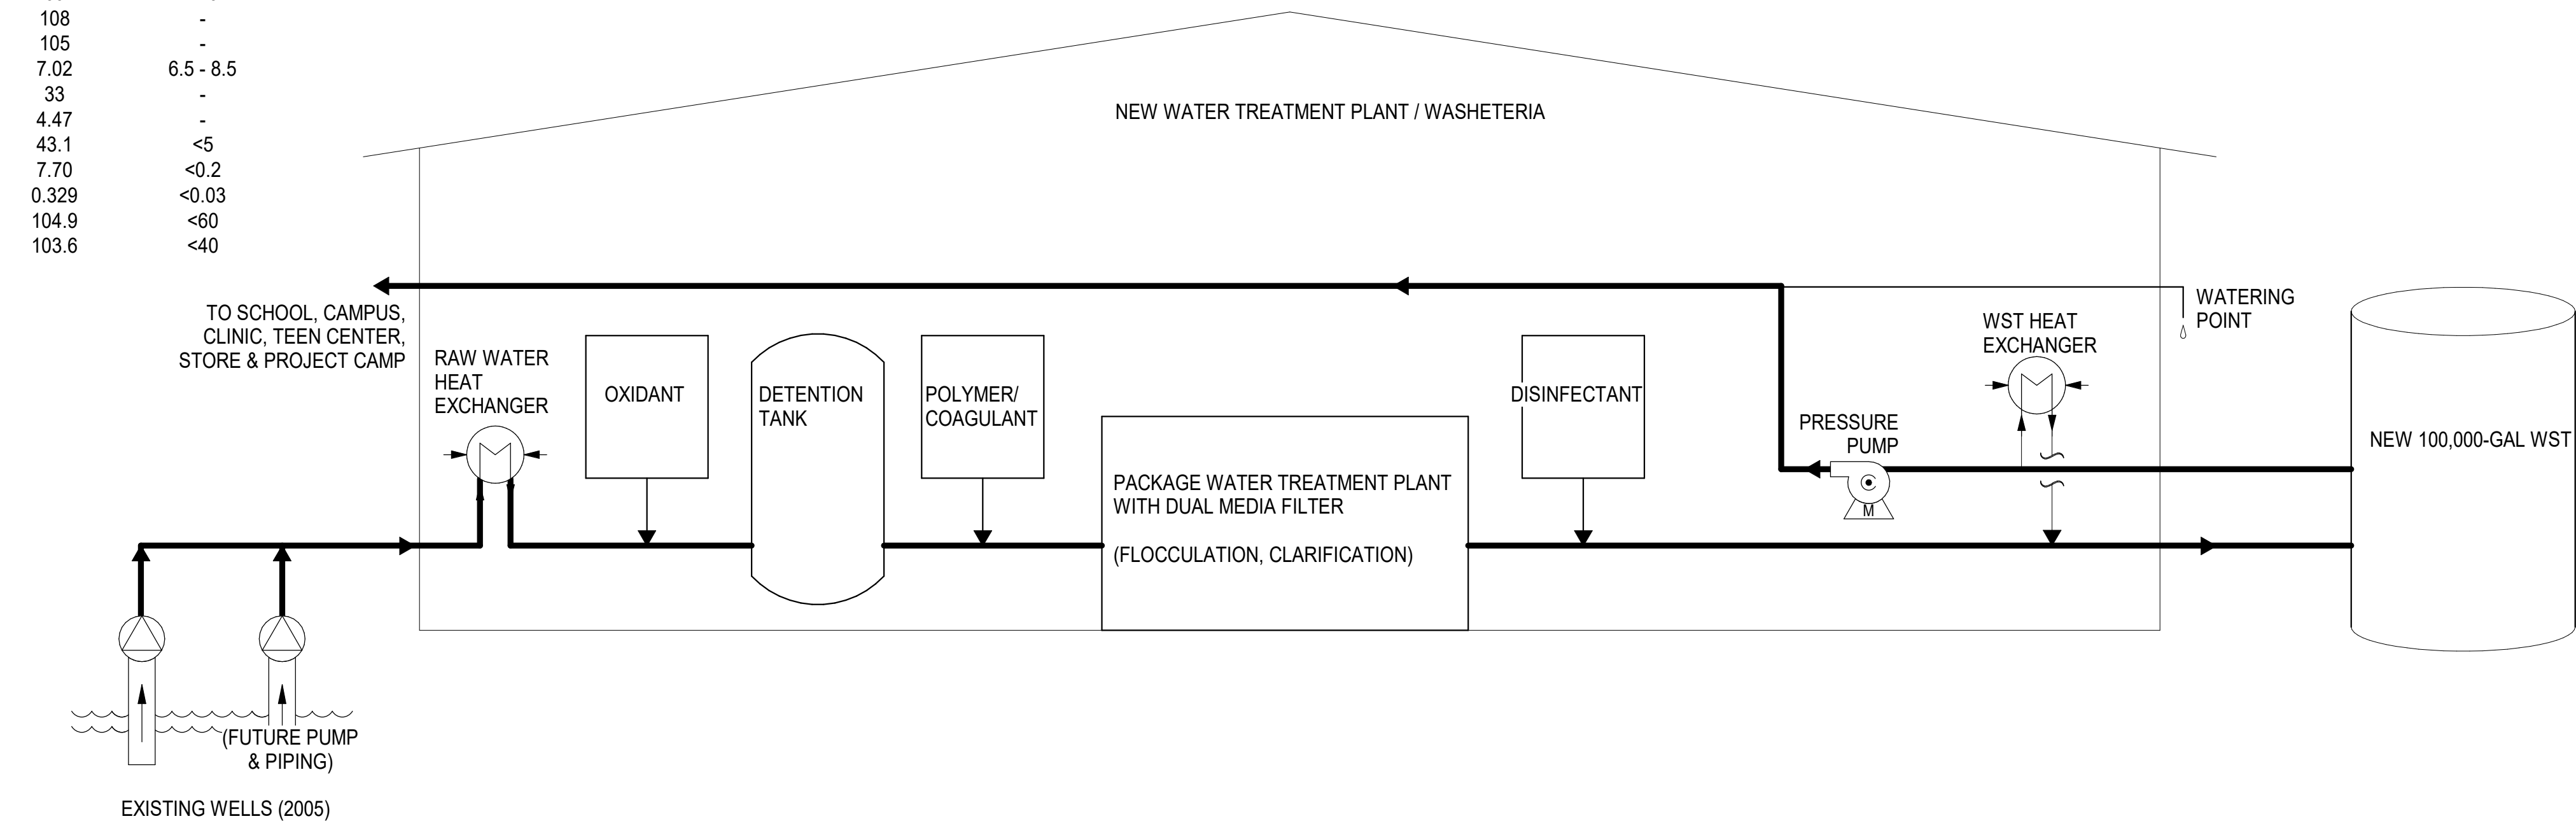 108 -
105 -
7.02 6.5 - 8.5
33 -
4.47 -
43.1 <5
7.70 <0.2
0.329 <0.03
104.9 <60
103.6 <40
NEW WATER TREATMENT PLANT / WASHETERIA
TO SCHOOL, CAMPUS,
CLINIC, TEEN CENTER,
STORE & PROJECT CAMP
RAW WATER
HEAT
EXCHANGER
OXIDANT
DETENTION
TANK
POLYMER/
COAGULANT
PACKAGE WATER TREATMENT PLANT
WITH DUAL MEDIA FILTER
(FLOCCULATION, CLARIFICATION)
DISINFECTANT
PRESSURE
PUMP
M
WST HEAT
EXCHANGER
WATERING
POINT
NEW 100,000-GAL WST
(FUTURE PUMP
& PIPING)
EXISTING WELLS (2005)